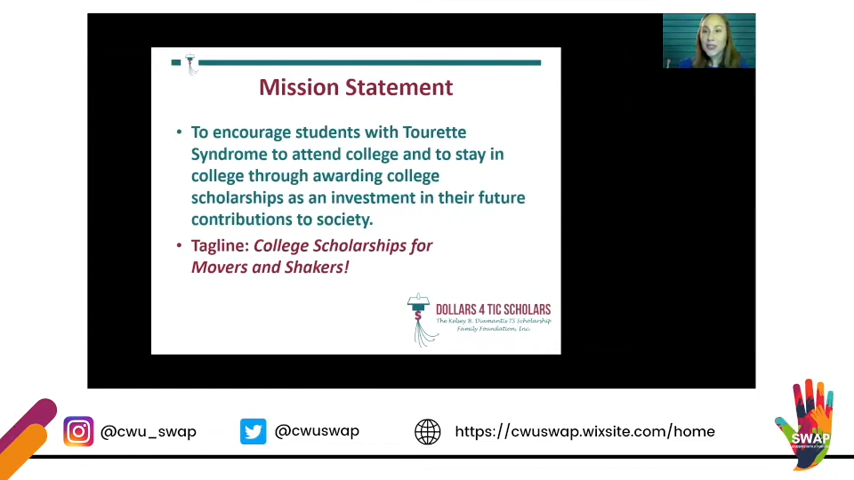 Mission Statement
• To encourage students with Tourette
Syndrome to attend college and to stay in
college through awarding college
scholarships as an investment in their future
contributions to society.
• Tagline: College Scholarships for
Movers and Shakers!
DOLLARS 4 TIC SCHOLARS
The Kelsey B. Diamantis TS Scholarship
Family Foundation, Inc.
@cwu_swap
@cwuswap
https://cwuswap.wixsite.com/home
SWAP